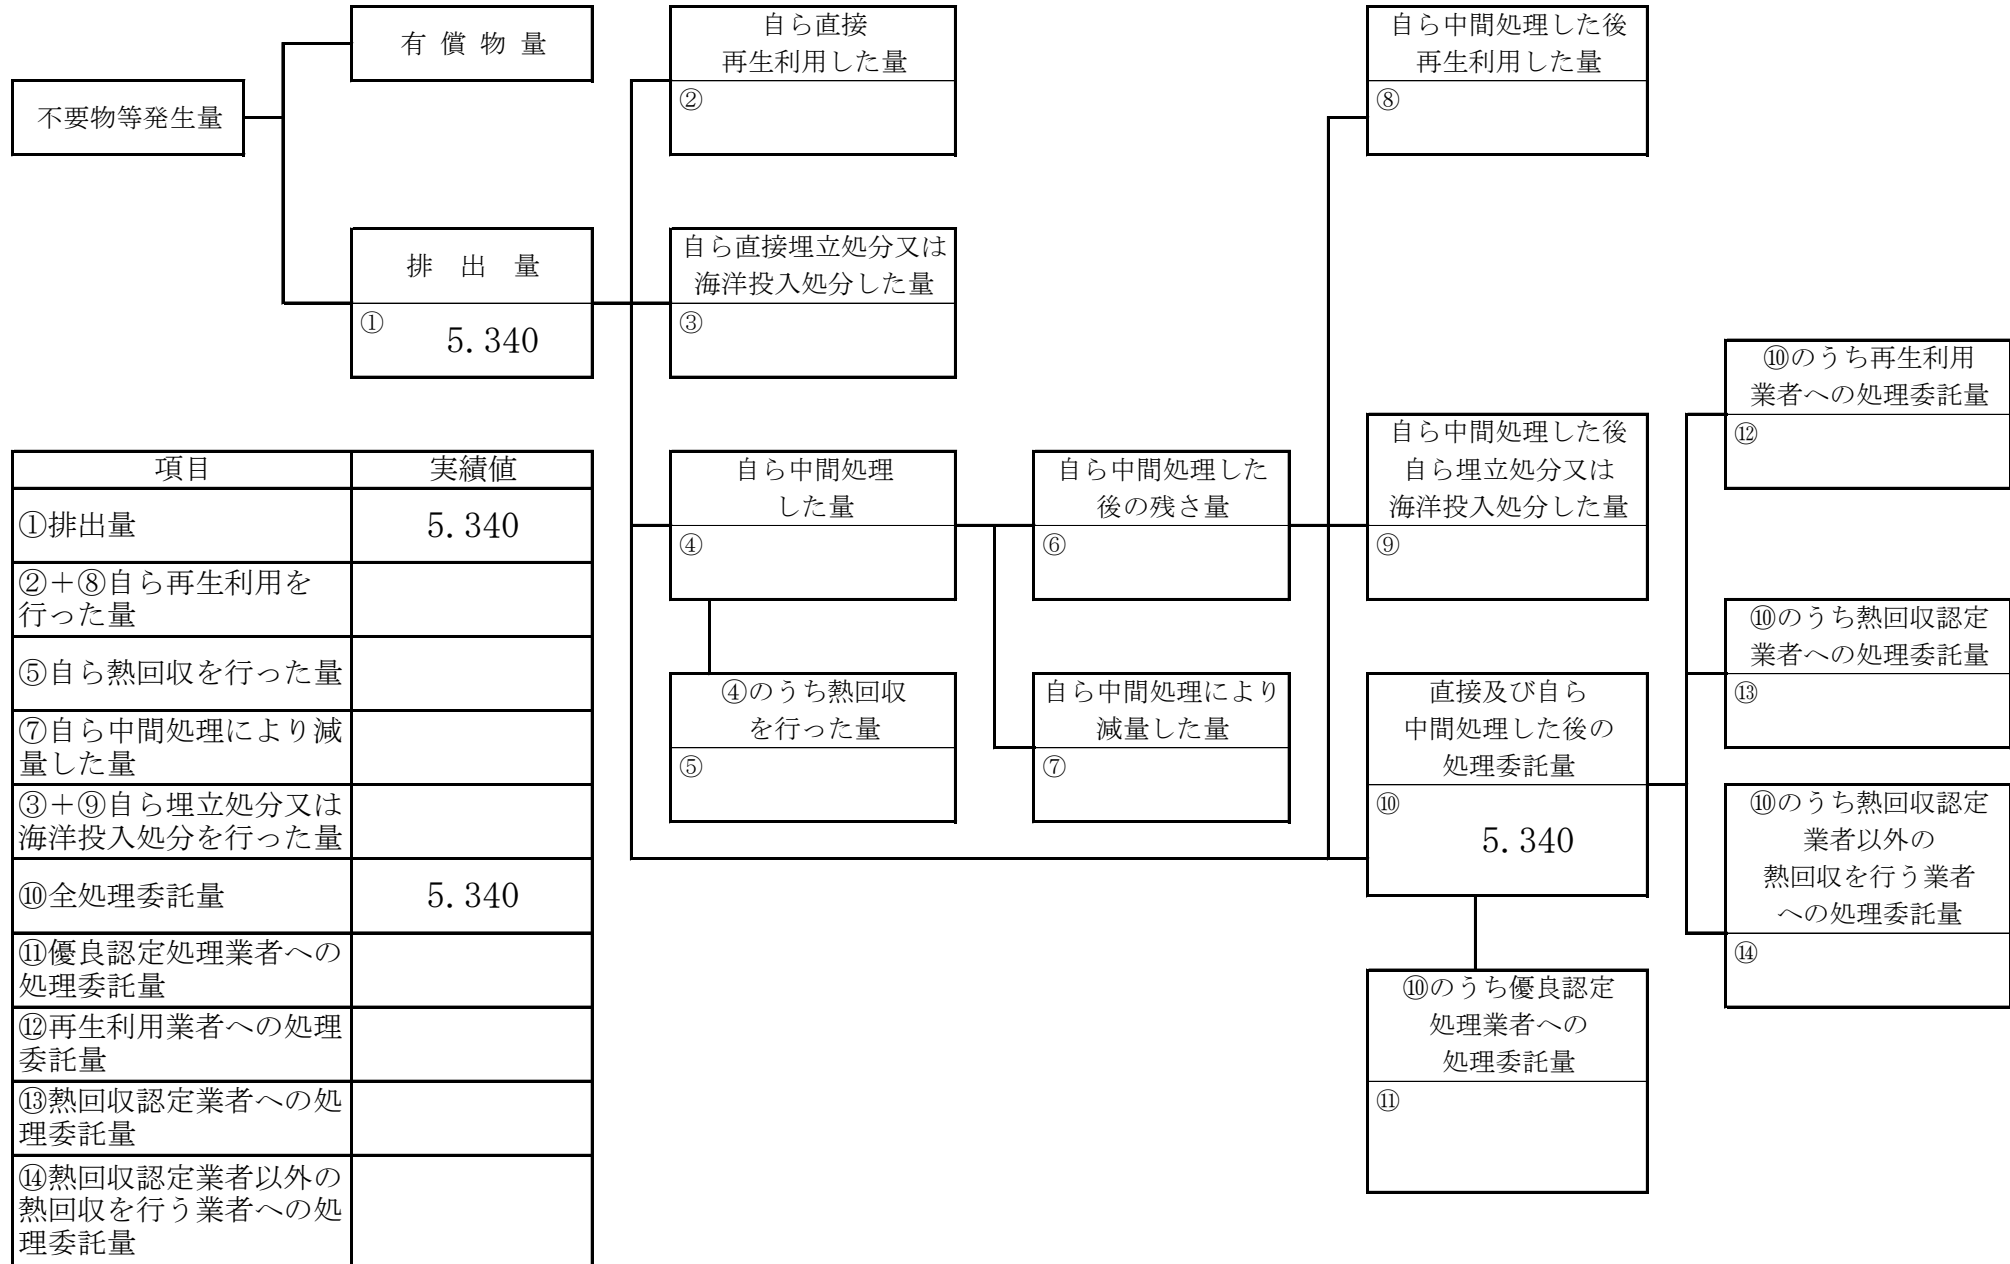 有 償 物 量
不要物等発生量
排 出 量
①
5.340
自ら直接
再生利用した量
②
自ら直接埋立処分又は
海洋投入処分した量
③
自ら中間処理
した量
④
④のうち熱回収
を行った量
⑤
自ら中間処理した
後の残さ量
⑥
自ら中間処理により
減量した量
⑦
自ら中間処理した後
再生利用した量
⑧
自ら中間処理した後
自ら埋立処分又は
海洋投入処分した量
⑨
直接及び自ら
中間処理した後の
処理委託量
⑩
5.340
⑩のうち優良認定
処理業者への
処理委託量
⑪
⑩のうち再生利用
業者への処理委託量
⑫
⑩のうち熱回収認定
業者への処理委託量
⑬
⑩のうち熱回収認定
業者以外の
熱回収を行う業者
への処理委託量
⑭
項目 実績値
①排出量 5.340
②＋⑧自ら再生利用を
行った量
⑤自ら熱回収を行った量
⑦自ら中間処理により減
量した量
③＋⑨自ら埋立処分又は
海洋投入処分を行った量
⑩全処理委託量 5.340
⑪優良認定処理業者への
処理委託量
⑫再生利用業者への処理
委託量
⑬熱回収認定業者への処
理委託量
⑭熱回収認定業者以外の
熱回収を行う業者への処
理委託量